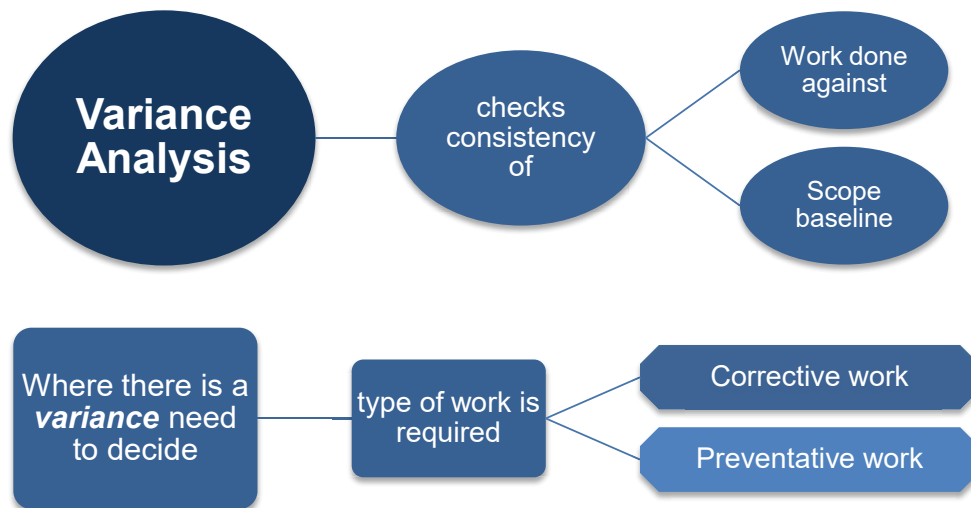 Variance
Analysis
checks
consistency
of
Work done
against
Scope
baseline
Where there is a
variance need
to decide
type of work is
required
Corrective work
Preventative work